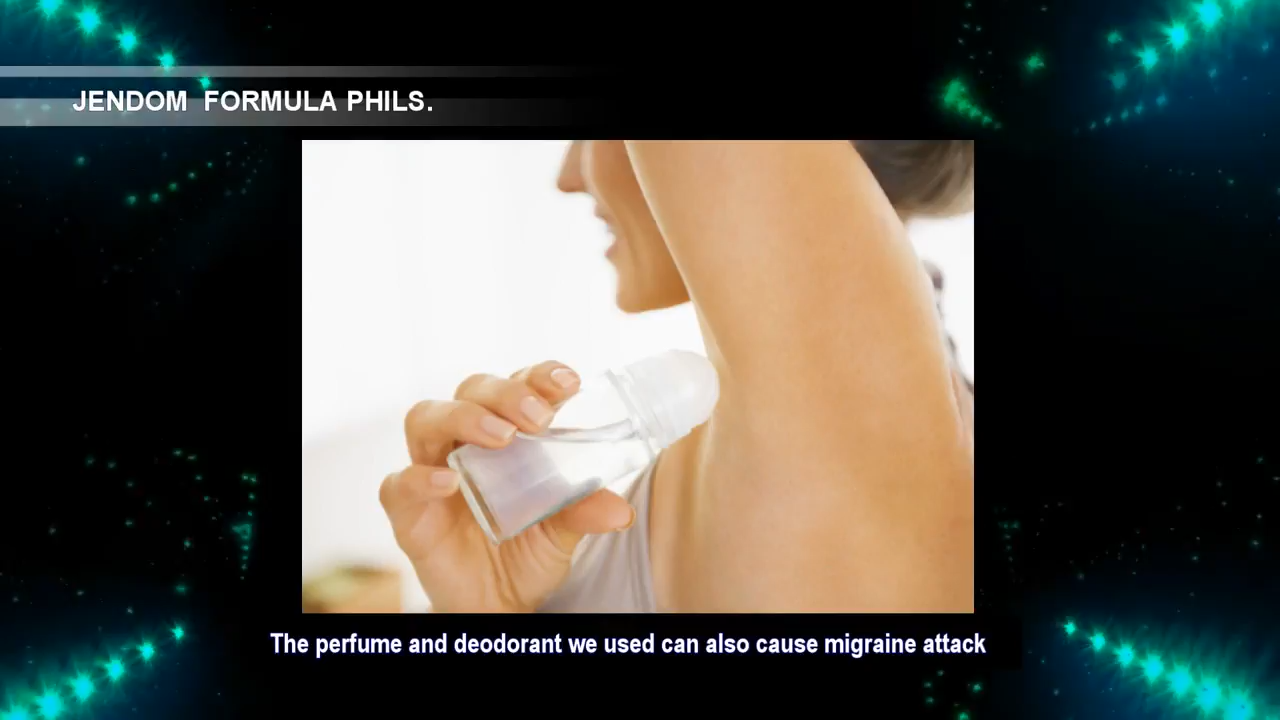 JENDOM FORMULA PHILS.
The perfume and deodorant we used can also cause migraine attack